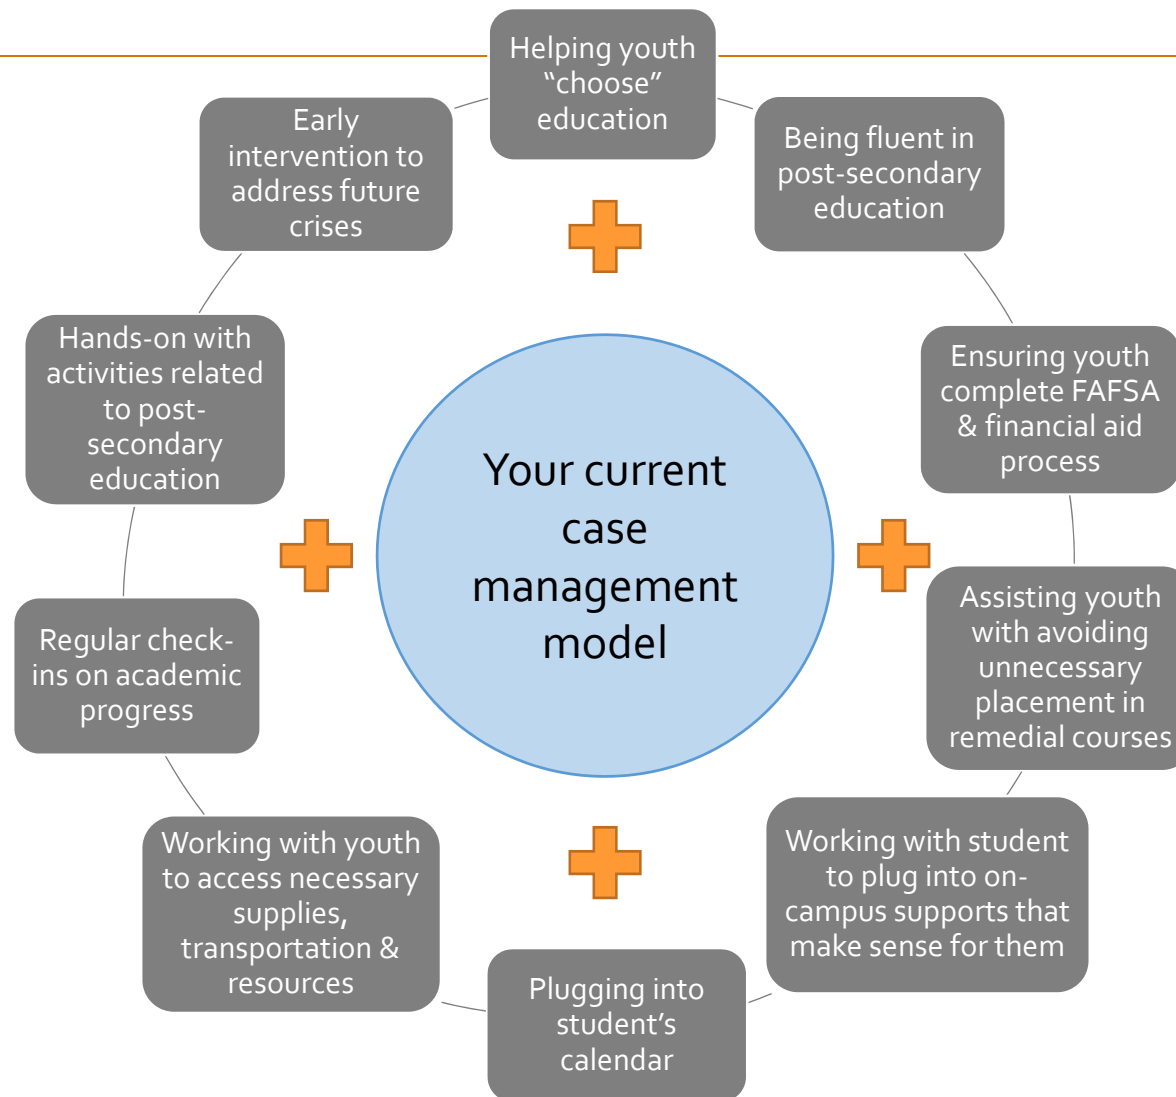 Helping youth
“choose”
education
Being fluent in
post-secondary
education
Ensuring youth
complete FAFSA
& financial aid
process
Assisting youth
with avoiding
unnecessary
placement in
remedial courses
Working with student
to plug into on-
campus supports that
make sense for them
Plugging into
student’s
calendar
Working with youth
to access necessary
supplies,
transportation &
resources
Regular check-
ins on academic
progress
Hands-on with
activities related
to post-
secondary
education
Early
intervention to
address future
crises
Your current
case
management
model